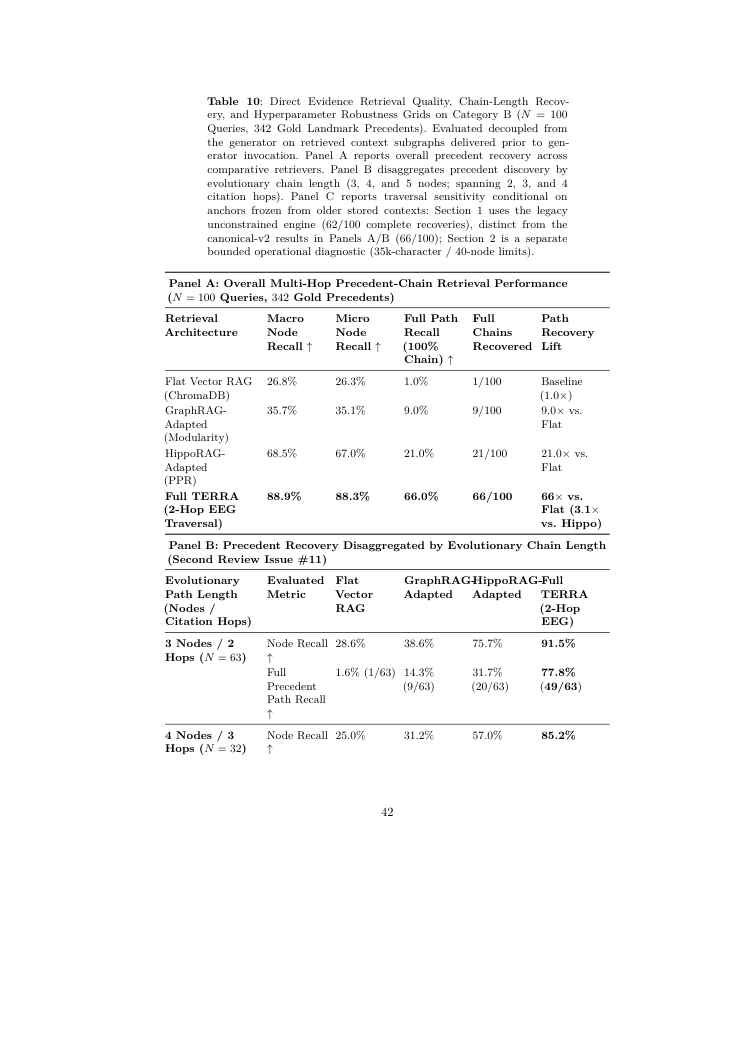 Table 10: Direct Evidence Retrieval Quality, Chain-Length Recov-
ery, and Hyperparameter Robustness Grids on Category B (N = 100
Queries, 342 Gold Landmark Precedents). Evaluated decoupled from
the generator on retrieved context subgraphs delivered prior to gen-
erator invocation. Panel A reports overall precedent recovery across
comparative retrievers. Panel B disaggregates precedent discovery by
evolutionary chain length (3, 4, and 5 nodes; spanning 2, 3, and 4
citation hops). Panel C reports traversal sensitivity conditional on
anchors frozen from older stored contexts: Section 1 uses the legacy
unconstrained engine (62/100 complete recoveries), distinct from the
canonical-v2 results in Panels A/B (66/100); Section 2 is a separate
bounded operational diagnostic (35k-character / 40-node limits).
Panel A: Overall Multi-Hop Precedent-Chain Retrieval Performance
(N = 100 Queries, 342 Gold Precedents)
Retrieval Macro Micro Full Path Full Path
Architecture Node Node Recall Chains Recovery
Recall ↑ Recall ↑ (100% Recovered Lift
Chain) ↑
Flat Vector RAG 26.8% 26.3% 1.0% 1/100 Baseline
(ChromaDB) (1.0×)
GraphRAG- 35.7% 35.1% 9.0% 9/100 9.0× vs.
Adapted Flat
(Modularity)
HippoRAG- 68.5% 67.0% 21.0% 21/100 21.0× vs.
Adapted Flat
(PPR)
Full TERRA 88.9% 88.3% 66.0% 66/100 66× vs.
(2-Hop EEG Flat (3.1×
Traversal) vs. Hippo)
Panel B: Precedent Recovery Disaggregated by Evolutionary Chain Length
(Second Review Issue #11)
Evolutionary Evaluated Flat GraphRAG-HippoRAG-Full
Path Length Metric Vector Adapted Adapted TERRA
(Nodes / RAG (2-Hop
Citation Hops) EEG)
3 Nodes / 2 Node Recall 28.6% 38.6% 75.7% 91.5%
Hops (N = 63) ↑
Full 1.6% (1/63) 14.3% 31.7% 77.8%
Precedent (9/63) (20/63) (49/63)
Path Recall
↑
4 Nodes / 3 Node Recall 25.0% 31.2% 57.0% 85.2%
Hops (N = 32) ↑
42